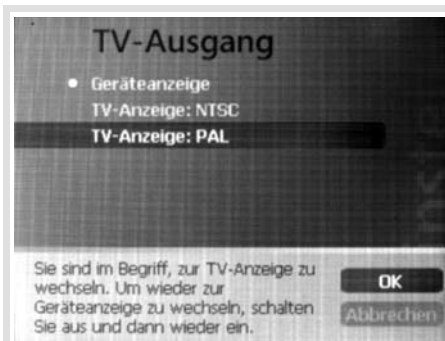 TV-Ausgang
Geräteanzeige
TV-Anzeige: NTSC
TV-Anzeige: PAL
Sie sind im Begriff, zur TV-Anzeige zu
wechseln. Um wieder zur
Geräteanzeige zu wechseln, schalten
Sie aus und dann wieder ein.
OK
Abbrechen